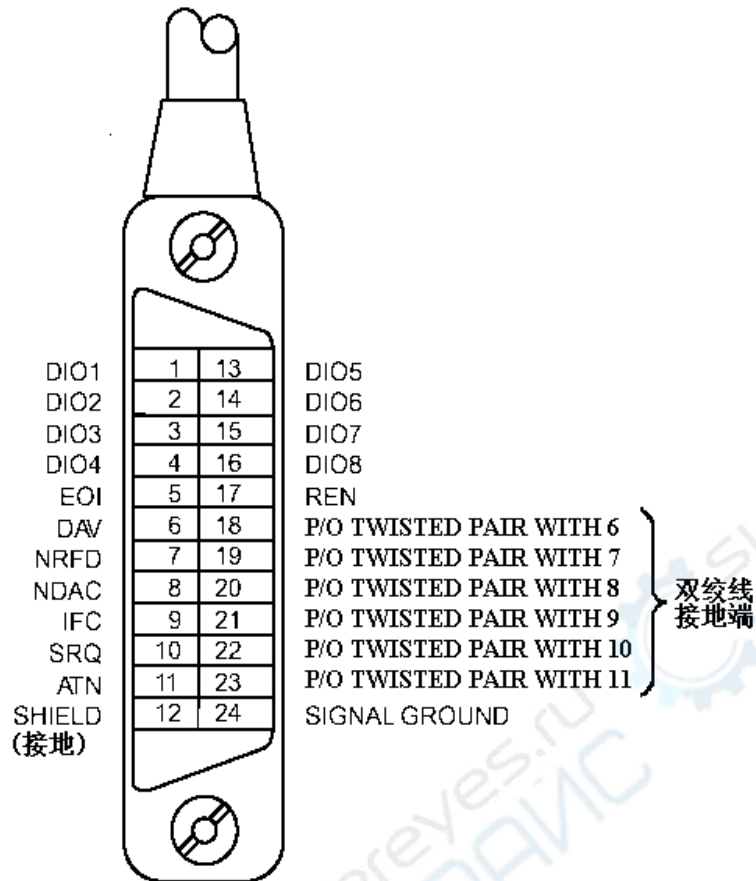 DIO1 1 13 DIO5
DIO2 2 14 DIO6
DIO3 3 15 DIO7
DIO4 4 16 DIO8
EOI 5 17 REN
DAV 6 18 P/O TWISTED PAIR WITH 6
NRFD 7 19 P/O TWISTED PAIR WITH 7
NDAC 8 20 P/O TWISTED PAIR WITH 8
IFC 9 21 P/O TWISTED PAIR WITH 9
SRQ 10 22 P/O TWISTED PAIR WITH 10
ATN 11 23 P/O TWISTED PAIR WITH 11
SHIELD 12 24 SIGNAL GROUND
(接地)
双绞线
接地端